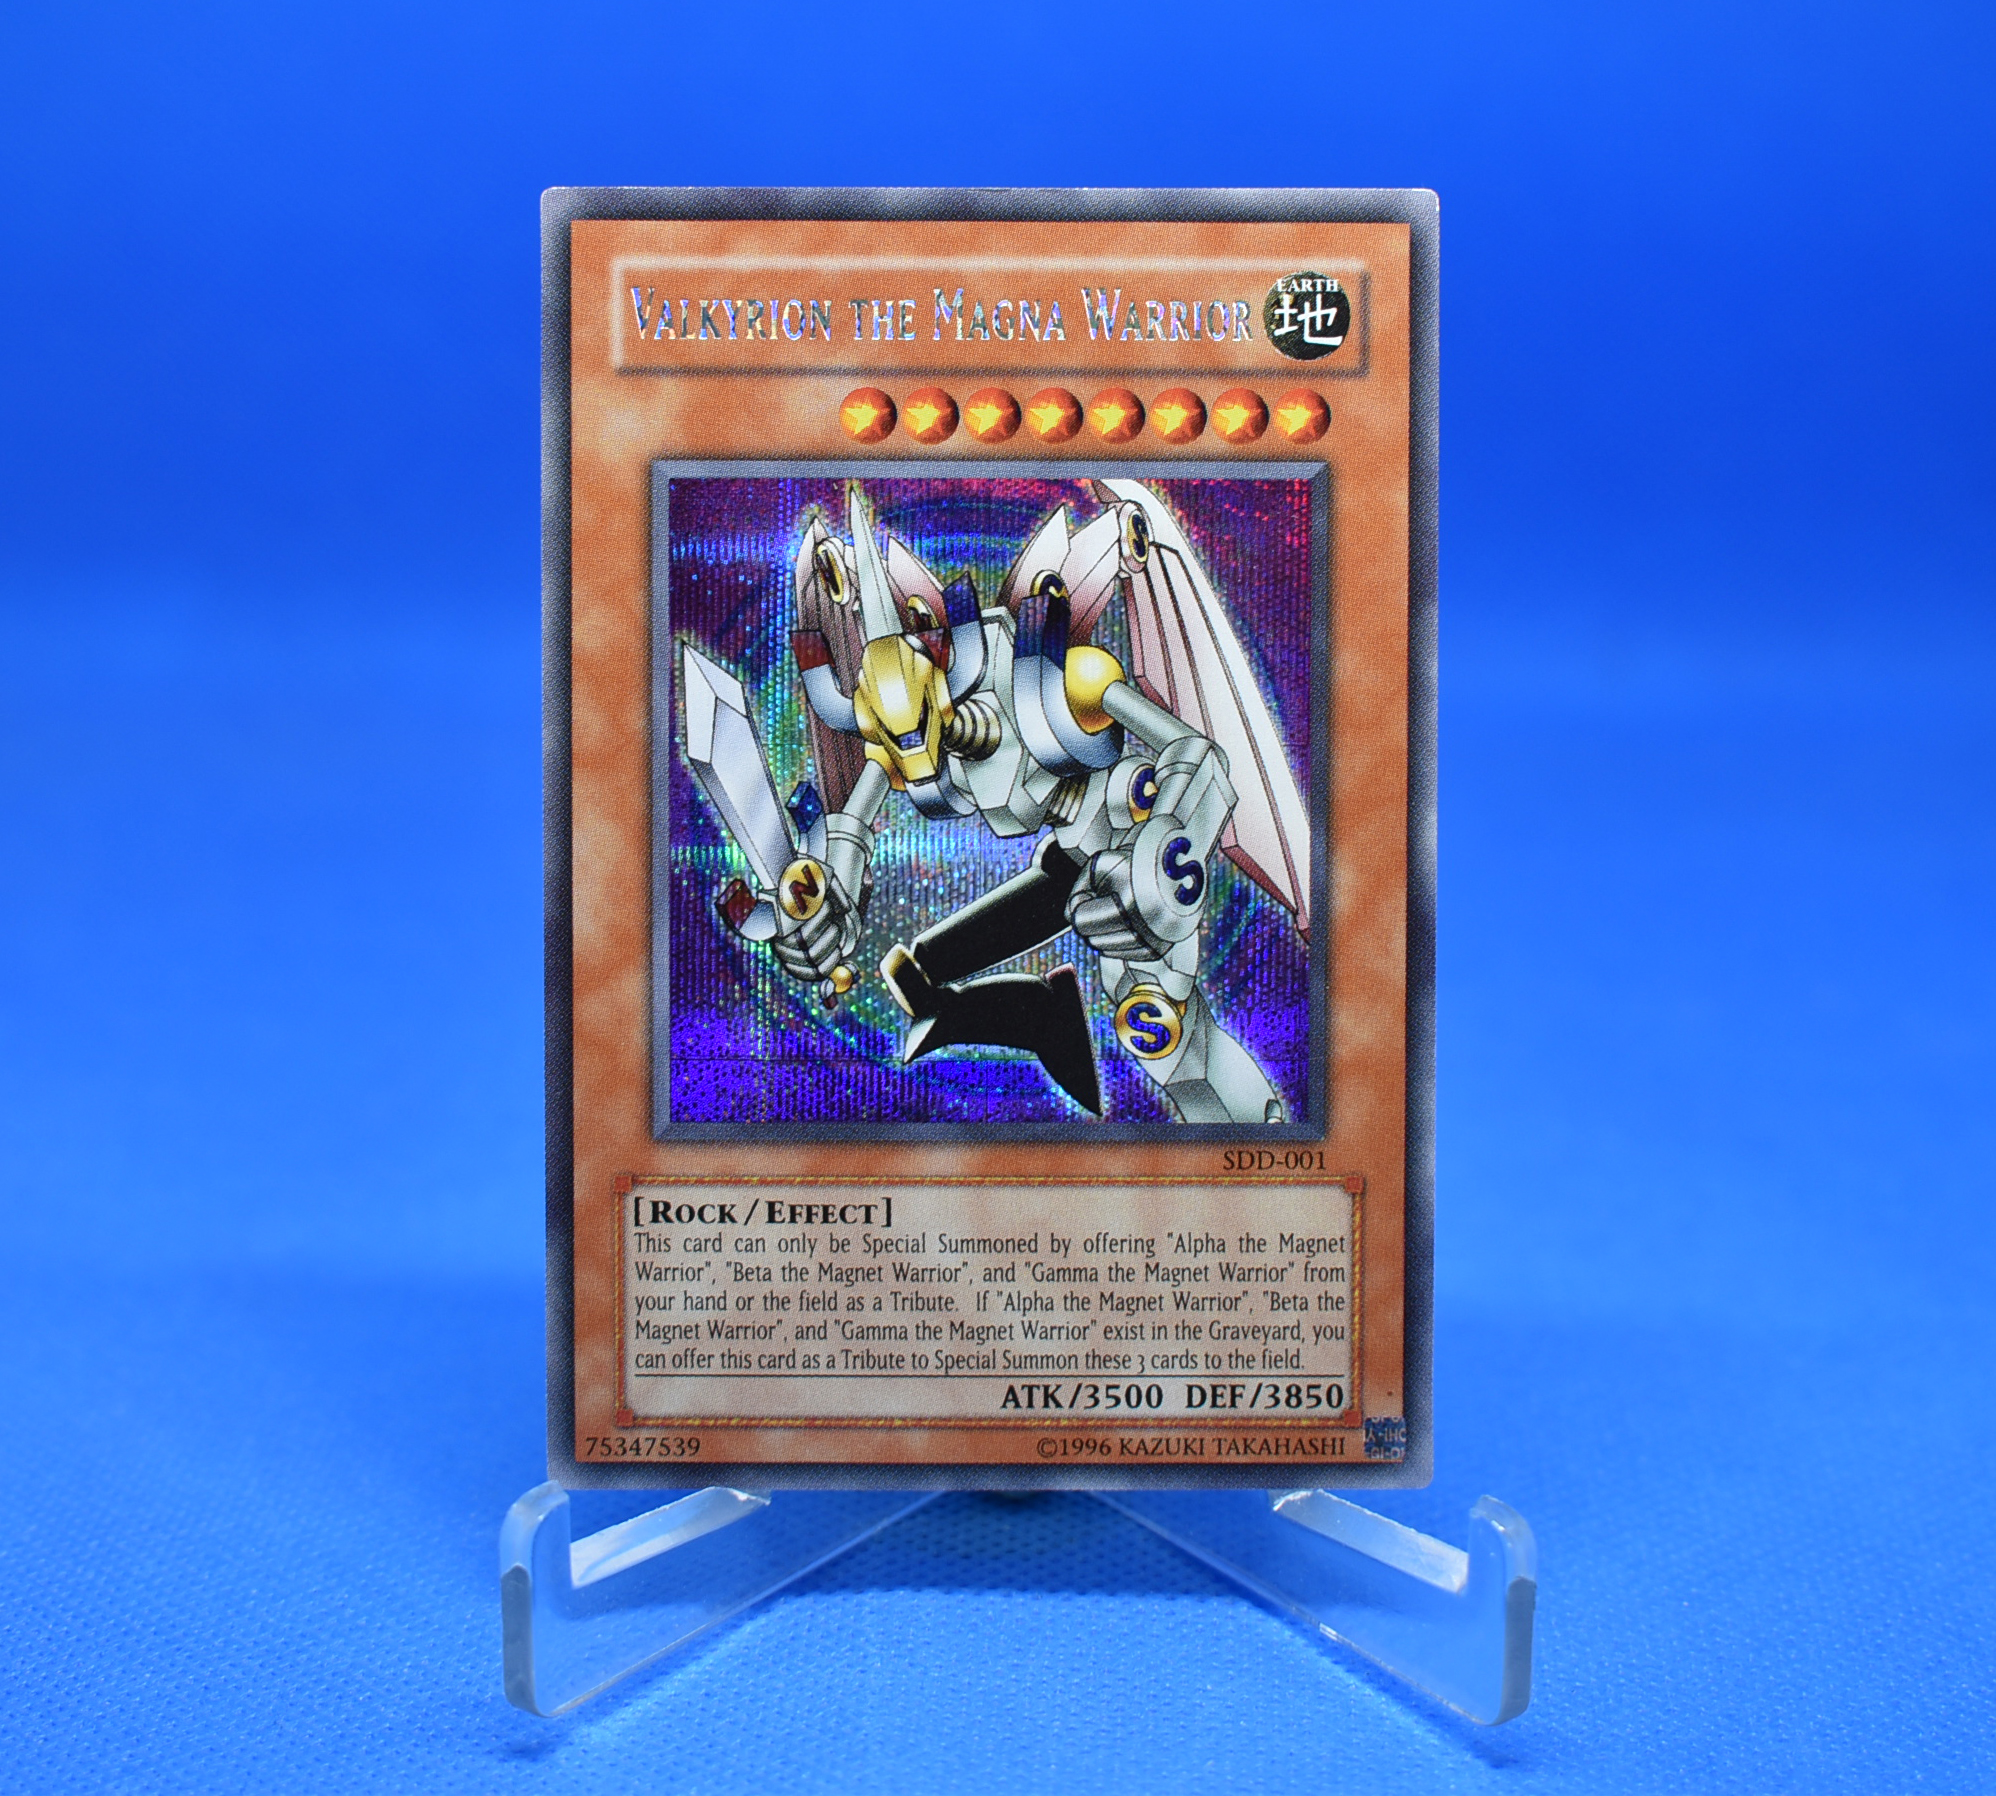 VALKYRION THE MAGNA WARRIOR
EARTH
地
N
S
S
SDD-001
[ROCK / EFFECT]
This card can only be Special Summoned by offering "Alpha the Magnet
Warrior", "Beta the Magnet Warrior", and "Gamma the Magnet Warrior" from
your hand or the field as a Tribute. If "Alpha the Magnet Warrior", "Beta the
Magnet Warrior", and "Gamma the Magnet Warrior" exist in the Graveyard, you
can offer this card as a Tribute to Special Summon these 3 cards to the field.
ATK/3500 DEF/3850
75347539 ©1996 KAZUKI TAKAHASHI